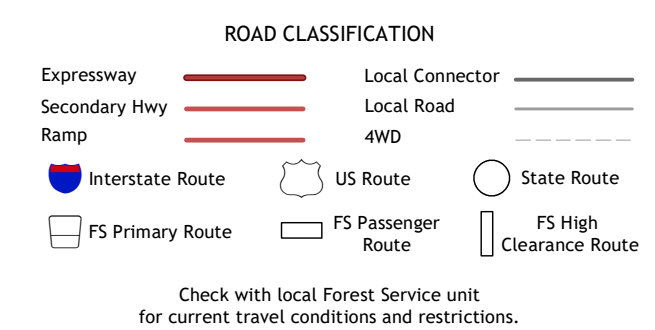 ROAD CLASSIFICATION
Expressway
Local Connector
Secondary Hwy
Local Road
Ramp
4WD
Interstate Route
US Route
State Route
FS Primary Route
FS Passenger
Route
FS High
Clearance Route
Check with local Forest Service unit
for current travel conditions and restrictions.